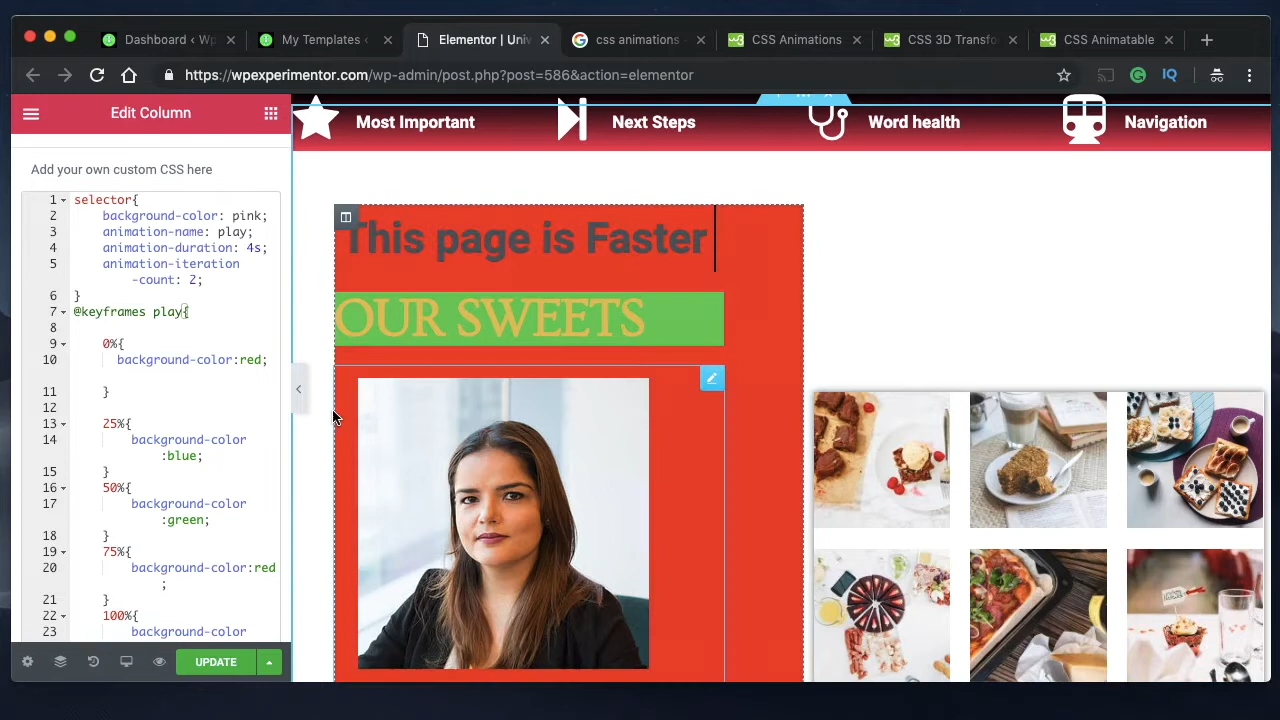 Dashboard ‹ Wp
My Templates ‹
Elementor | Univ
css animations -
CSS Animations
CSS 3D Transfo
CSS Animatable
https://wpexperimentor.com/wp-admin/post.php?post=586&action=elementor
IQ
Edit Column
Add your own custom CSS here
1 selector{
2 background-color: pink;
3 animation-name: play;
4 animation-duration: 4s;
5 animation-iteration
-count: 2;
6 }
7 @keyframes play{
8
9 0%{
10 background-color:red;
11 }
12
13 25%{
14 background-color
:blue;
15 }
16 50%{
17 background-color
:green;
18 }
19 75%{
20 background-color:red
;
21 }
22 100%{
23 background-color
UPDATE
Most Important
Next Steps
Word health
Navigation
This page is Faster
OUR SWEETS